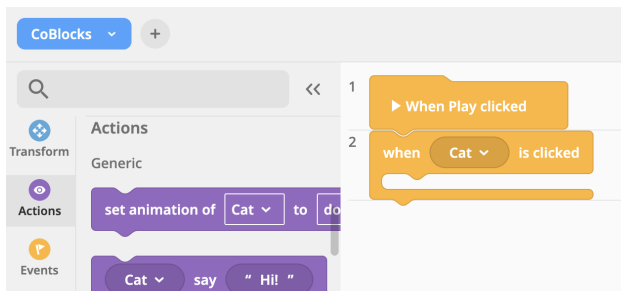 CoBlocks
+
1
When Play clicked
2
when Cat is clicked
Transform
Actions
Events
Actions
Generic
set animation of Cat to do
Cat say “ Hi! ”